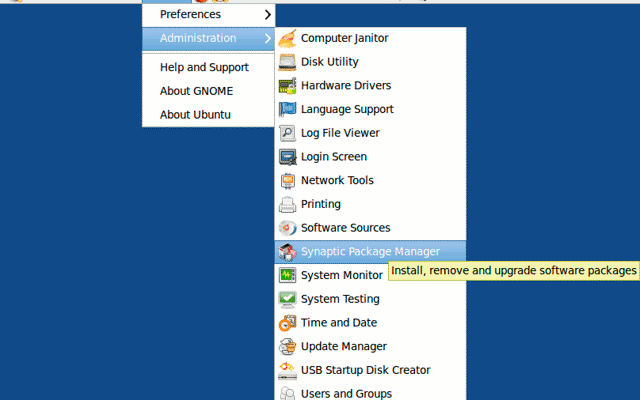 Preferences
Administration
Help and Support
About GNOME
About Ubuntu
Computer Janitor
Disk Utility
Hardware Drivers
Language Support
Log File Viewer
Login Screen
Network Tools
Printing
Software Sources
Synaptic Package Manager
Install, remove and upgrade software packages
System Monitor
System Testing
Time and Date
Update Manager
USB Startup Disk Creator
Users and Groups